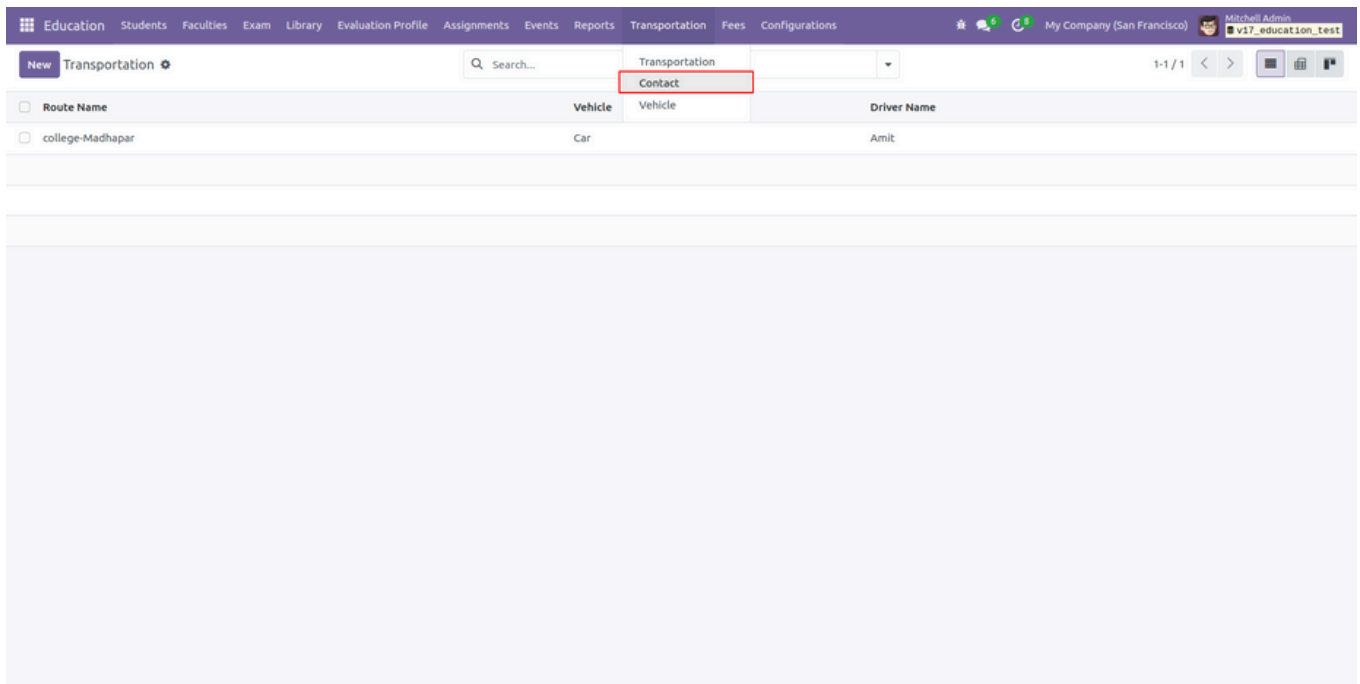 Education Students Faculties Exam Library Evaluation Profile Assignments Events Reports Transportation Fees Configurations 6 8 My Company (San Francisco) Mitchell Admin
v17_education_test
New Transportation Search... 1-1 / 1
Transportation
Contact
Vehicle
Route Name Vehicle Driver Name
college-Madhapar Car Amit